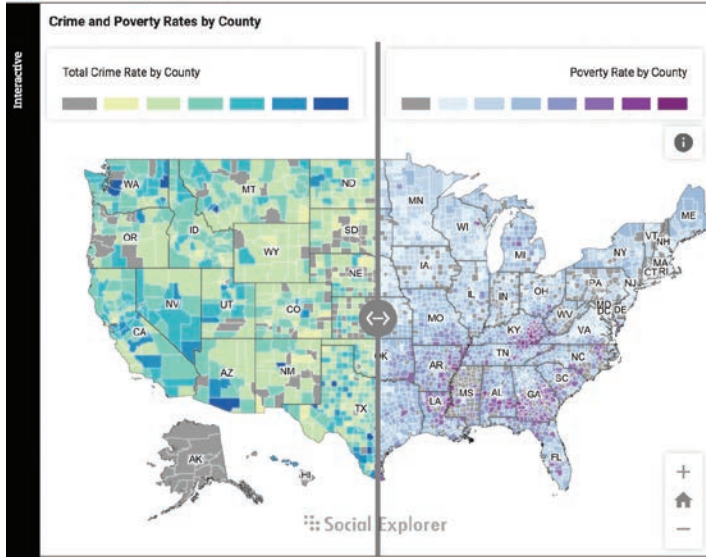 Interactive
Crime and Poverty Rates by County
Total Crime Rate by County
Poverty Rate by County
WA
MT
ND
MN
ME
OR
ID
SD
WI
VT
NH
WY
MI
NY
MA
CT RI
NE
IA
PA
NJ
NV
UT
CO
IL
IN
OH
MD
DC DE
CA
MO
WV
VA
KY
AZ
NM
OK
AR
TN
NC
SC
TX
LA
MS
AL
GA
FL
AK
HI
Social Explorer